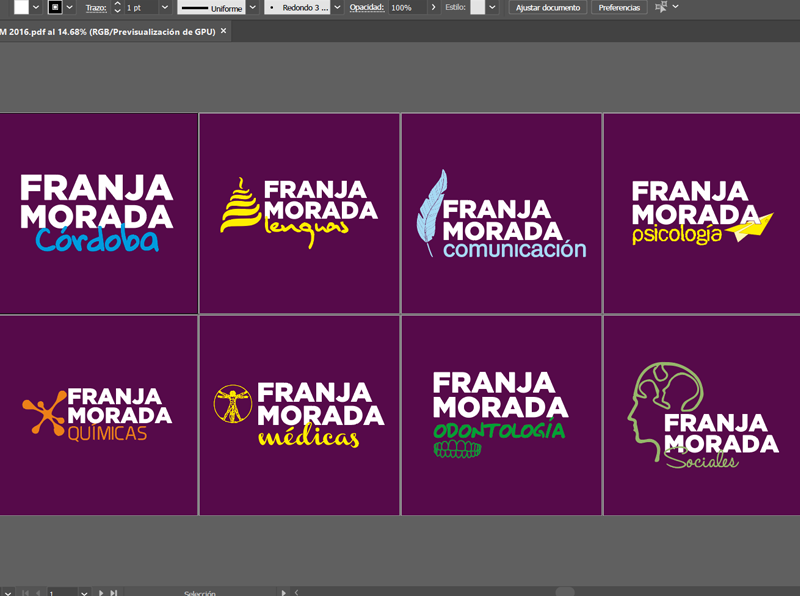 Trazo: 1 pt Uniforme Redondo 3 ... Opacidad: 100% Estilo: Ajustar documento Preferencias
M 2016.pdf al 14.68% (RGB/Previsualización de GPU) ×
FRANJA
MORADA
Córdoba
FRANJA
MORADA
lenguas
FRANJA
MORADA
comunicación
FRANJA
MORADA
psicología
FRANJA
MORADA
QUÍMICAS
FRANJA
MORADA
médicas
FRANJA
MORADA
ODONTOLOGÍA
FRANJA
MORADA
Sociales
1 Selección